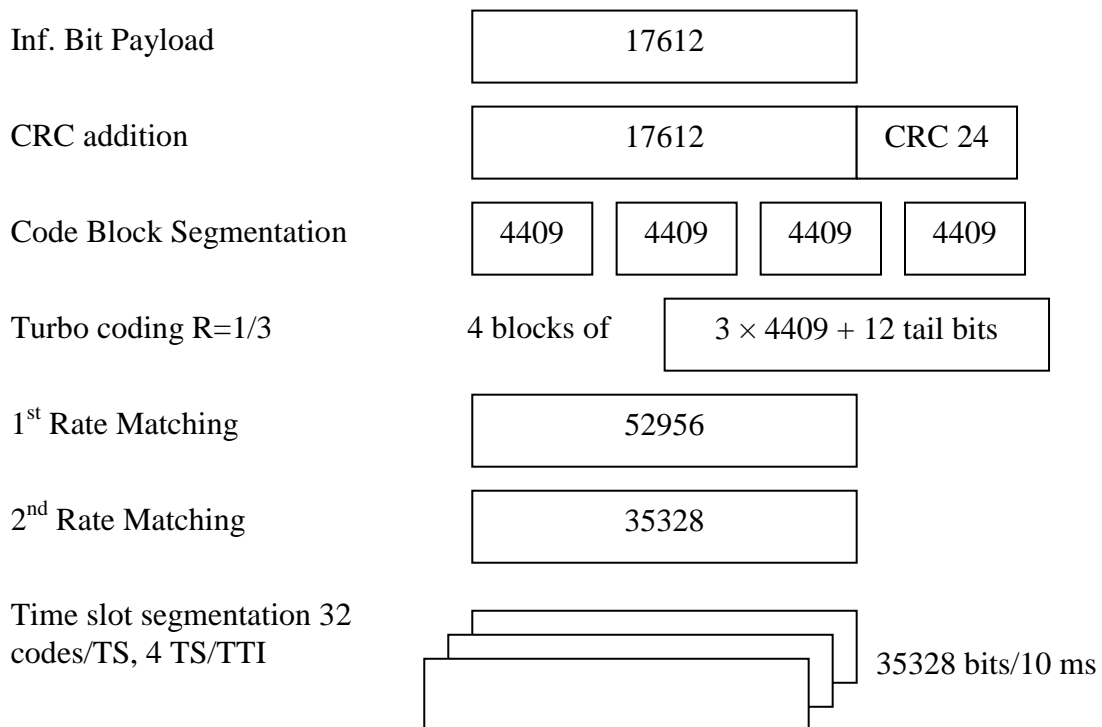 Inf. Bit Payload
17612
CRC addition
17612
CRC 24
Code Block Segmentation
4409
4409
4409
4409
Turbo coding R=1/3
4 blocks of
3 × 4409 + 12 tail bits
1st Rate Matching
52956
2nd Rate Matching
35328
Time slot segmentation 32
codes/TS, 4 TS/TTI
35328 bits/10 ms